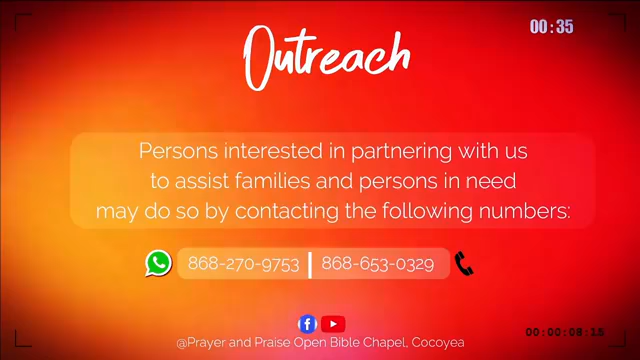 00:35
Outreach
Persons interested in partnering with us
to assist families and persons in need
may do so by contacting the following numbers:
868-270-9753 | 868-653-0329
00:00:08:15
@Prayer and Praise Open Bible Chapel, Cocoyea